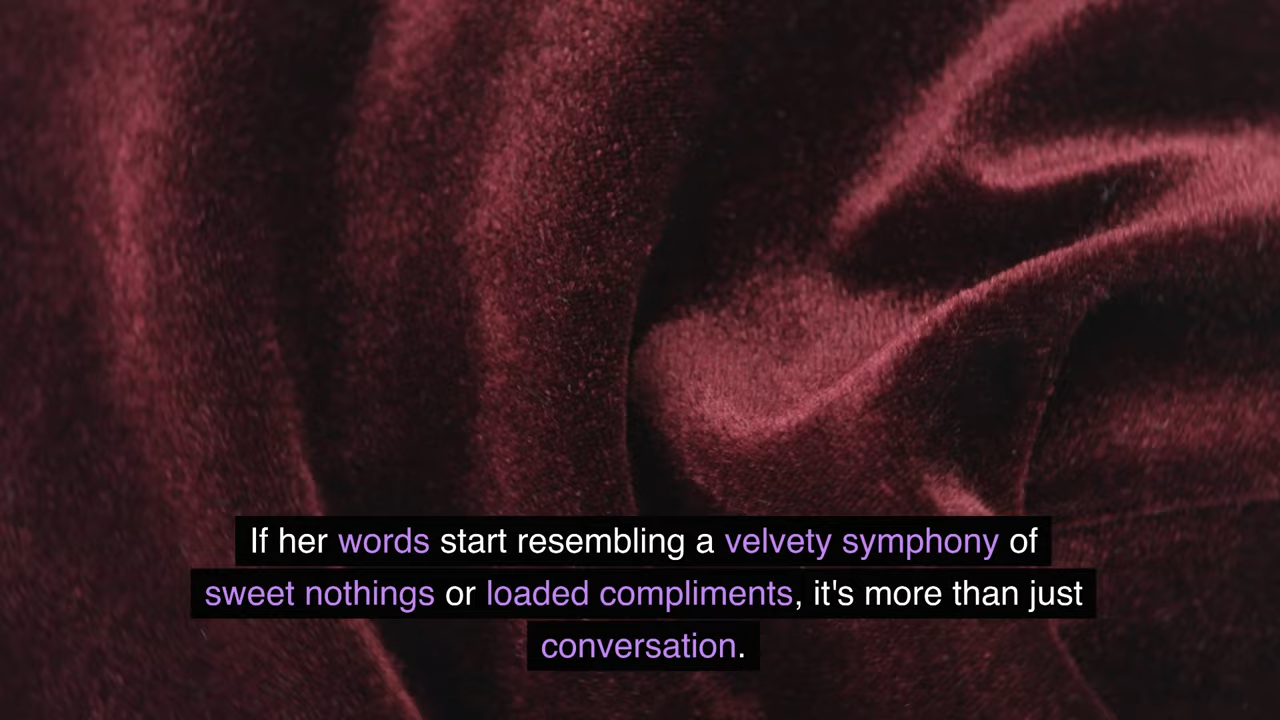 If her words start resembling a velvety symphony of
sweet nothings or loaded compliments, it's more than just
conversation.